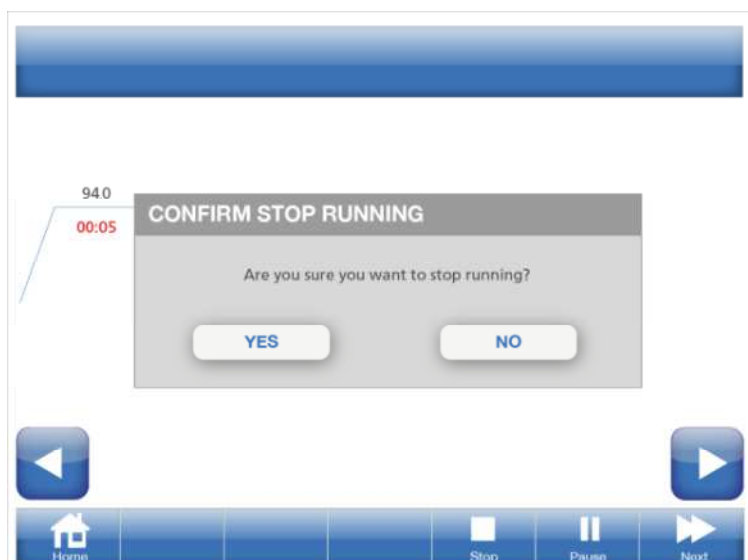 94.0
00:05
CONFIRM STOP RUNNING
Are you sure you want to stop running?
YES NO
Home Stop Pause Next